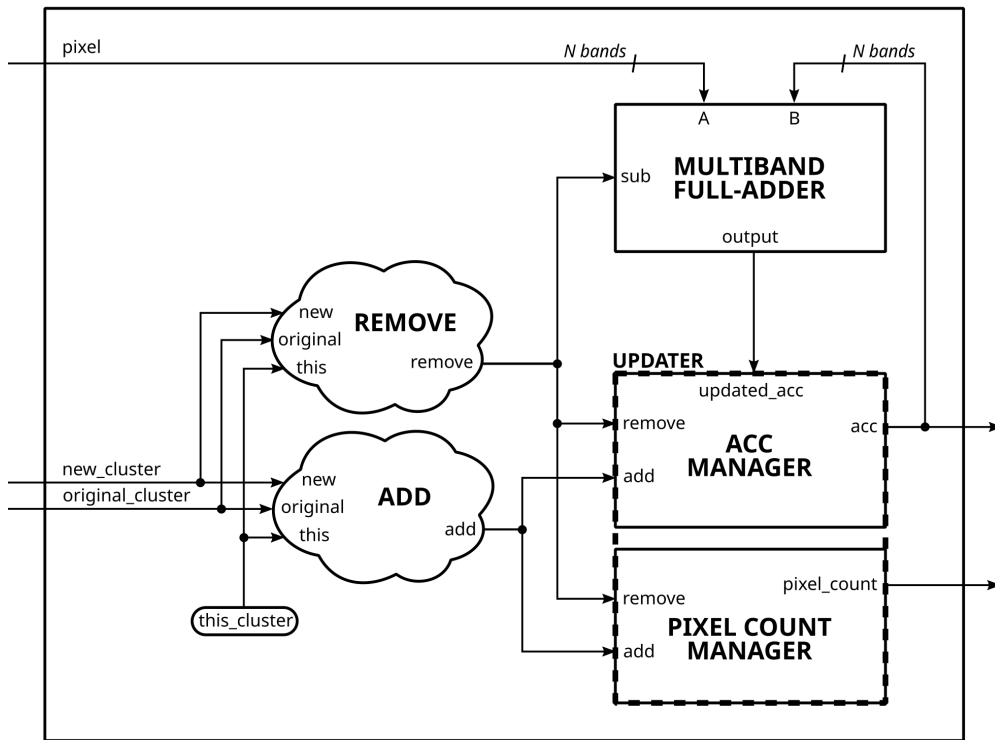 pixel
N bands
N bands
A
B
MULTIBAND
FULL-ADDER
sub
output
new
REMOVE
original
this
remove
UPDATER
updated_acc
remove
acc
ACC
MANAGER
add
new_cluster
original_cluster
new
ADD
original
this
add
this_cluster
pixel_count
remove
PIXEL COUNT
MANAGER
add